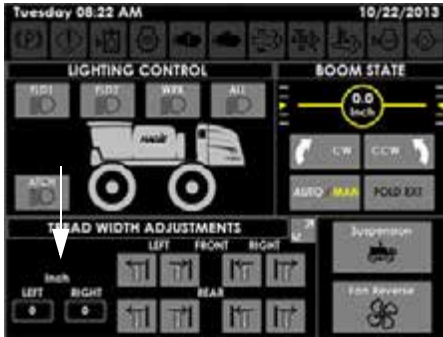 Tuesday 08:22 AM 10/22/2013
(P)
LIGHTING CONTROL
BOOM STATE
FLD1 FLD2 WRK ALL
0.0
Inch
HAGIE
CW CCW
ATCH
AUTO / MAN FOLD EXT
TREAD WIDTH ADJUSTMENTS
LEFT FRONT RIGHT
Suspension
Inch
LEFT RIGHT
REAR
0 0
Fan Reverse